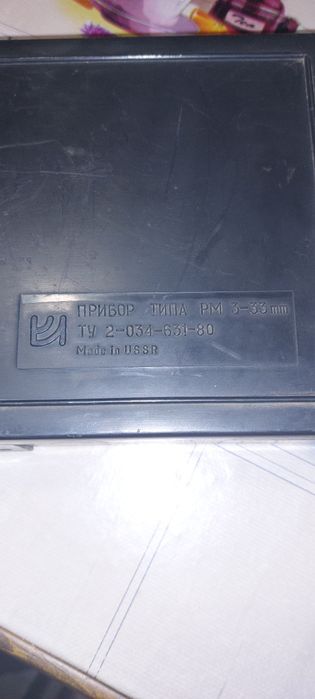 ПРИБОР ТИПА РМ 3-33 mm
ТУ 2-034-631-80
Made In USSR